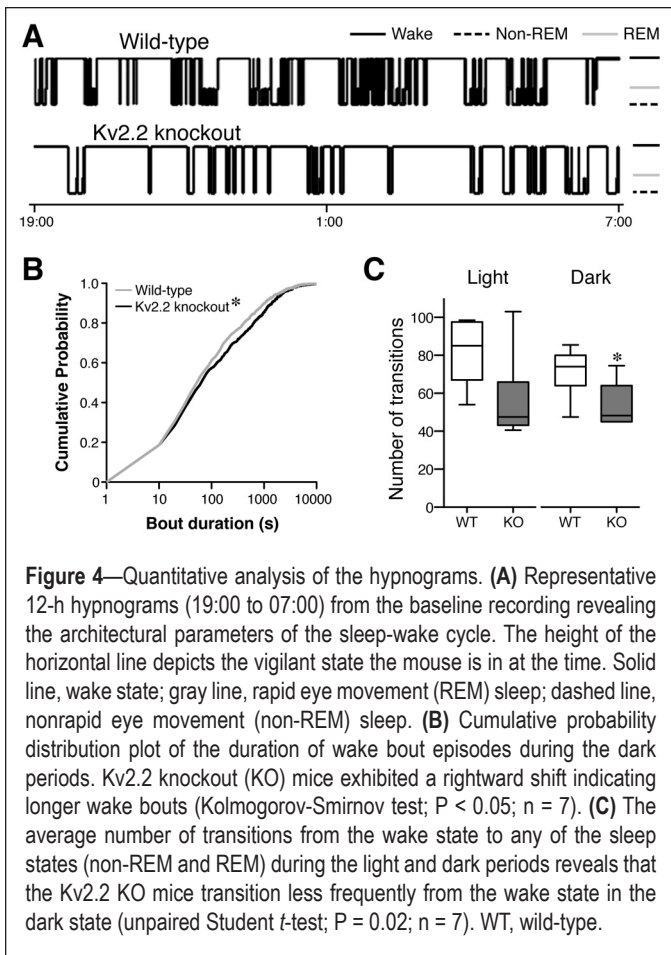 A
Wild-type
Wake
Non-REM
REM
Kv2.2 knockout
19:00
1:00
7:00
B
Cumulative Probability
1.0
0.8
0.6
0.4
0.2
0
Wild-type
Kv2.2 knockout *
1
10
100
1000
10000
Bout duration (s)
C
Light
Dark
Number of transitions
100
80
60
40
20
0
*
WT
KO
WT
KO
Figure 4—Quantitative analysis of the hypnograms. (A) Representative
12-h hypnograms (19:00 to 07:00) from the baseline recording revealing
the architectural parameters of the sleep-wake cycle. The height of the
horizontal line depicts the vigilant state the mouse is in at the time. Solid
line, wake state; gray line, rapid eye movement (REM) sleep; dashed line,
nonrapid eye movement (non-REM) sleep. (B) Cumulative probability
distribution plot of the duration of wake bout episodes during the dark
periods. Kv2.2 knockout (KO) mice exhibited a rightward shift indicating
longer wake bouts (Kolmogorov-Smirnov test; P < 0.05; n = 7). (C) The
average number of transitions from the wake state to any of the sleep
states (non-REM and REM) during the light and dark periods reveals that
the Kv2.2 KO mice transition less frequently from the wake state in the
dark state (unpaired Student t-test; P = 0.02; n = 7). WT, wild-type.